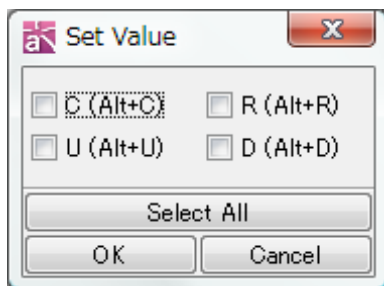 Set Value
C (Alt+C) R (Alt+R)
U (Alt+U) D (Alt+D)
Select All
OK Cancel